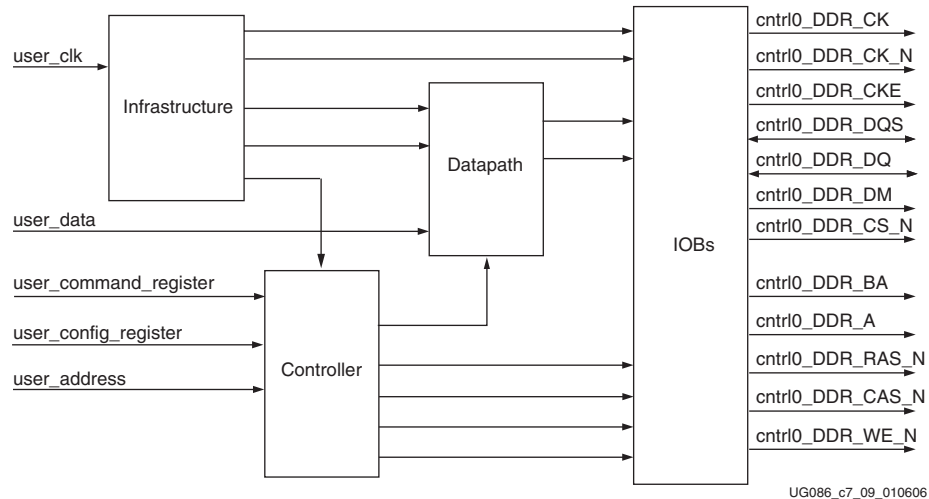 user_clk
user_data
user_command_register
user_config_register
user_address
Infrastructure
Datapath
Controller
IOBs
cntrl0_DDR_CK
cntrl0_DDR_CK_N
cntrl0_DDR_CKE
cntrl0_DDR_DQS
cntrl0_DDR_DQ
cntrl0_DDR_DM
cntrl0_DDR_CS_N
cntrl0_DDR_BA
cntrl0_DDR_A
cntrl0_DDR_RAS_N
cntrl0_DDR_CAS_N
cntrl0_DDR_WE_N
UG086_c7_09_010606